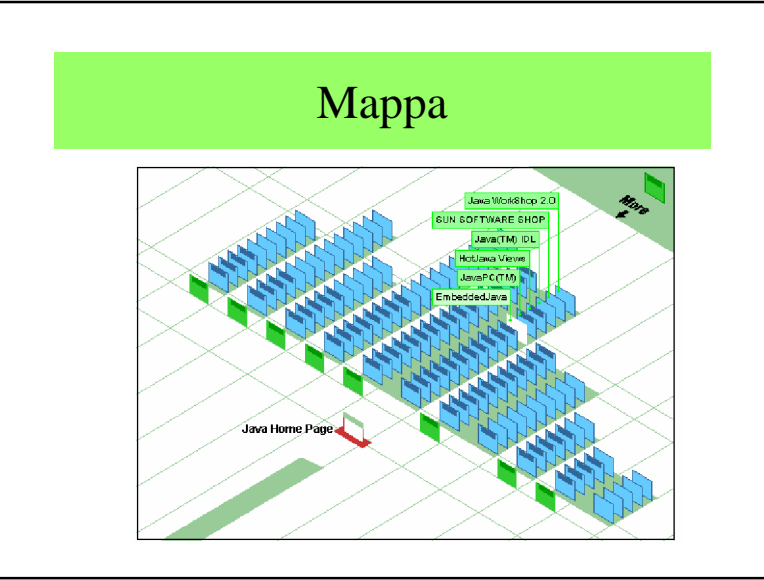 Mappa
Java WorkShop 2.0
SUN SOFTWARE SHOP
Java(TM) IDL
HotJava Views
JavaPC(TM)
EmbeddedJava
More
Java Home Page